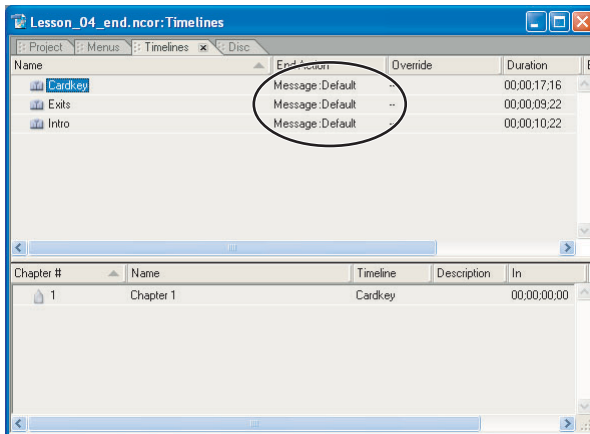 Lesson_04_end.ncor:Timelines
Project Menus Timelines Disc
Name End Action Override Duration
Cardkey Message:Default -- 00;00;17;16
Exits Message:Default -- 00;00;09;22
Intro Message:Default -- 00;00;10;22
Chapter # Name Timeline Description In
1 Chapter 1 Cardkey 00;00;00;00